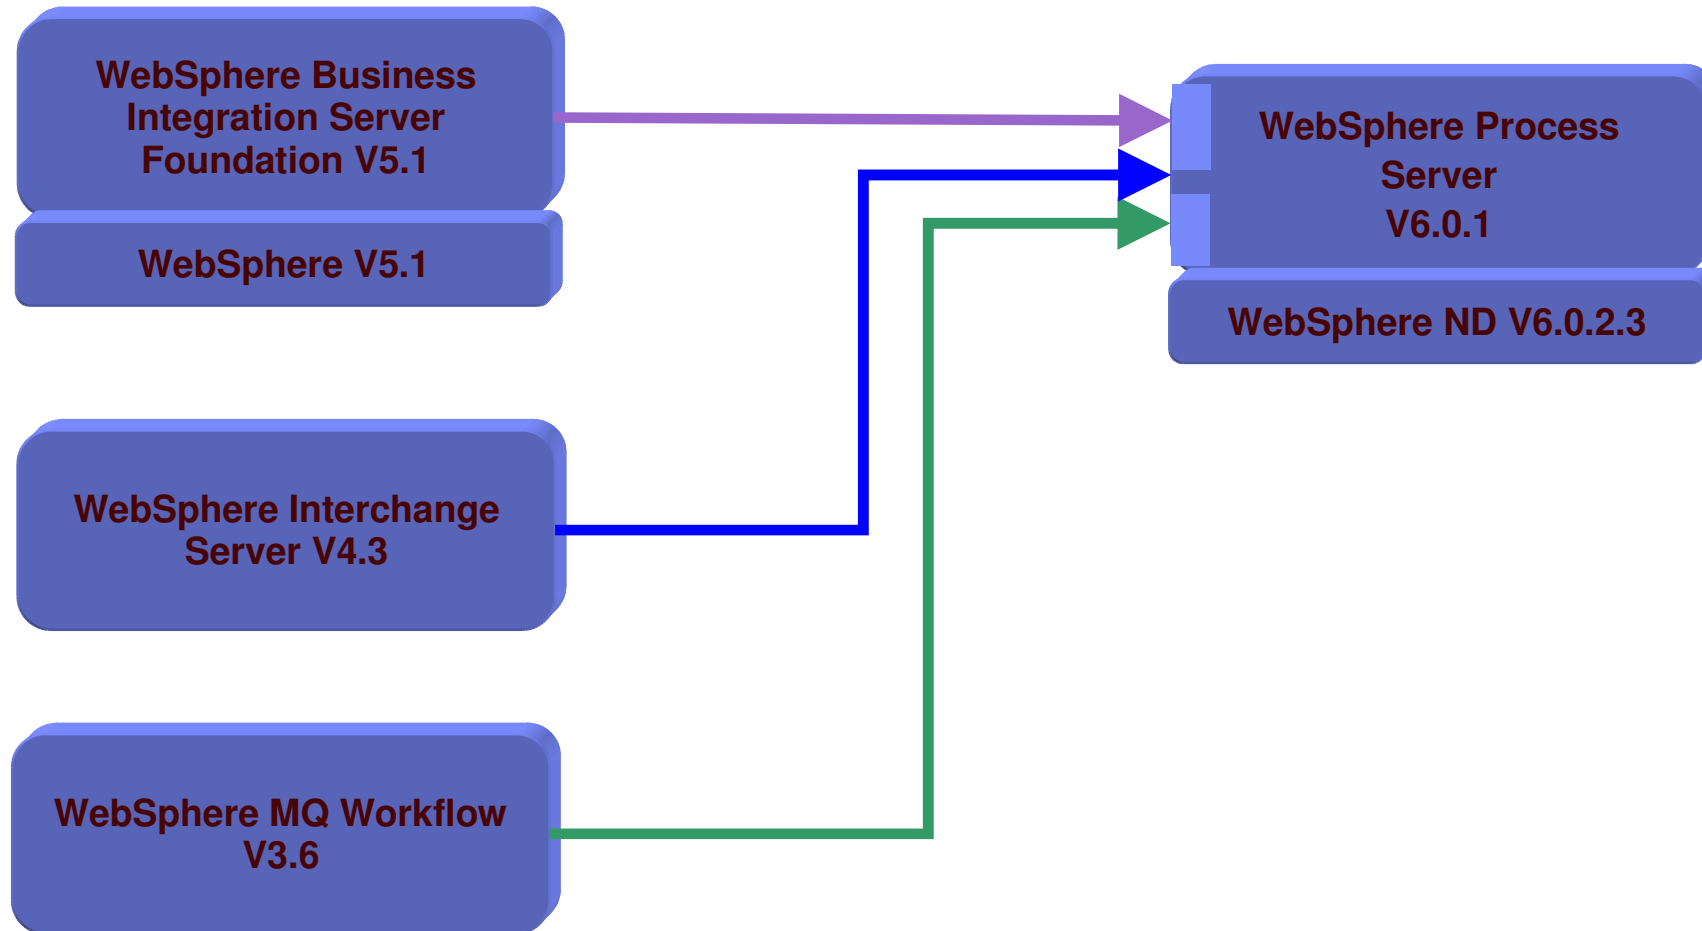 WebSphere Business
Integration Server
Foundation V5.1
WebSphere V5.1
WebSphere Process
Server
V6.0.1
WebSphere ND V6.0.2.3
WebSphere Interchange
Server V4.3
WebSphere MQ Workflow
V3.6